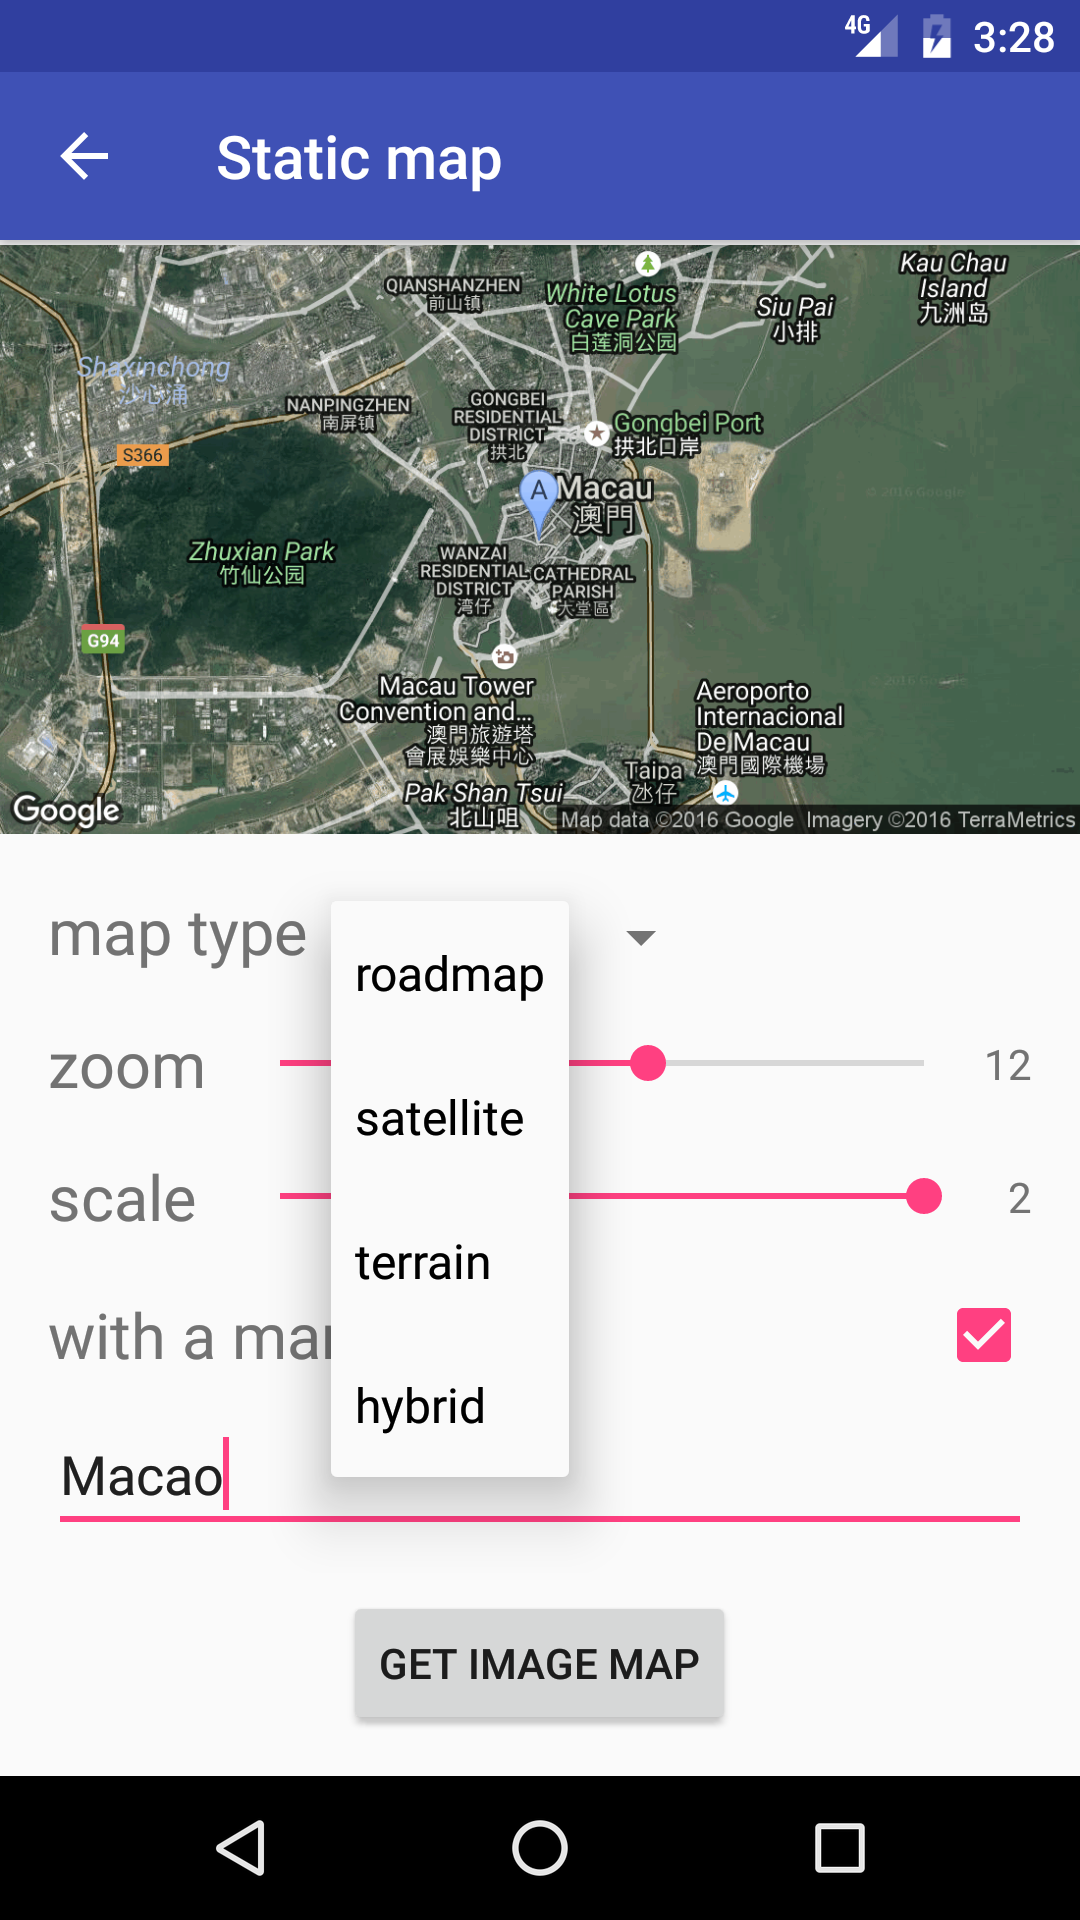 4G 3:28
Static map
Kau Chau
Island
九洲岛
QIANSHANZHEN
前山镇
White Lotus
Cave Park
白莲洞公园
Siu Pai
小排
Shaxinchong
沙心涌
NANPINGZHEN
南屏镇
GONGBEI
RESIDENTIAL
DISTRICT
拱北
Gongbei Port
拱北口岸
S366
A
Macau
澳門
© 2016 Google
Zhuxian Park
竹仙公园
WANZAI
RESIDENTIAL
DISTRICT
湾仔
CATHEDRAL
PARISH
大堂區
G94
© 2016 Google
Macau Tower
Convention and...
澳門旅遊塔
會展娛樂中心
Aeroporto
Internacional
De Macau
澳門國際機場
Taipa
氹仔
Pak Shan Tsui
北山咀
Google
Map data ©2016 Google Imagery ©2016 TerraMetrics
map type
roadmap
zoom 12
satellite
scale 2
terrain
with a mar
hybrid
Macao
GET IMAGE MAP